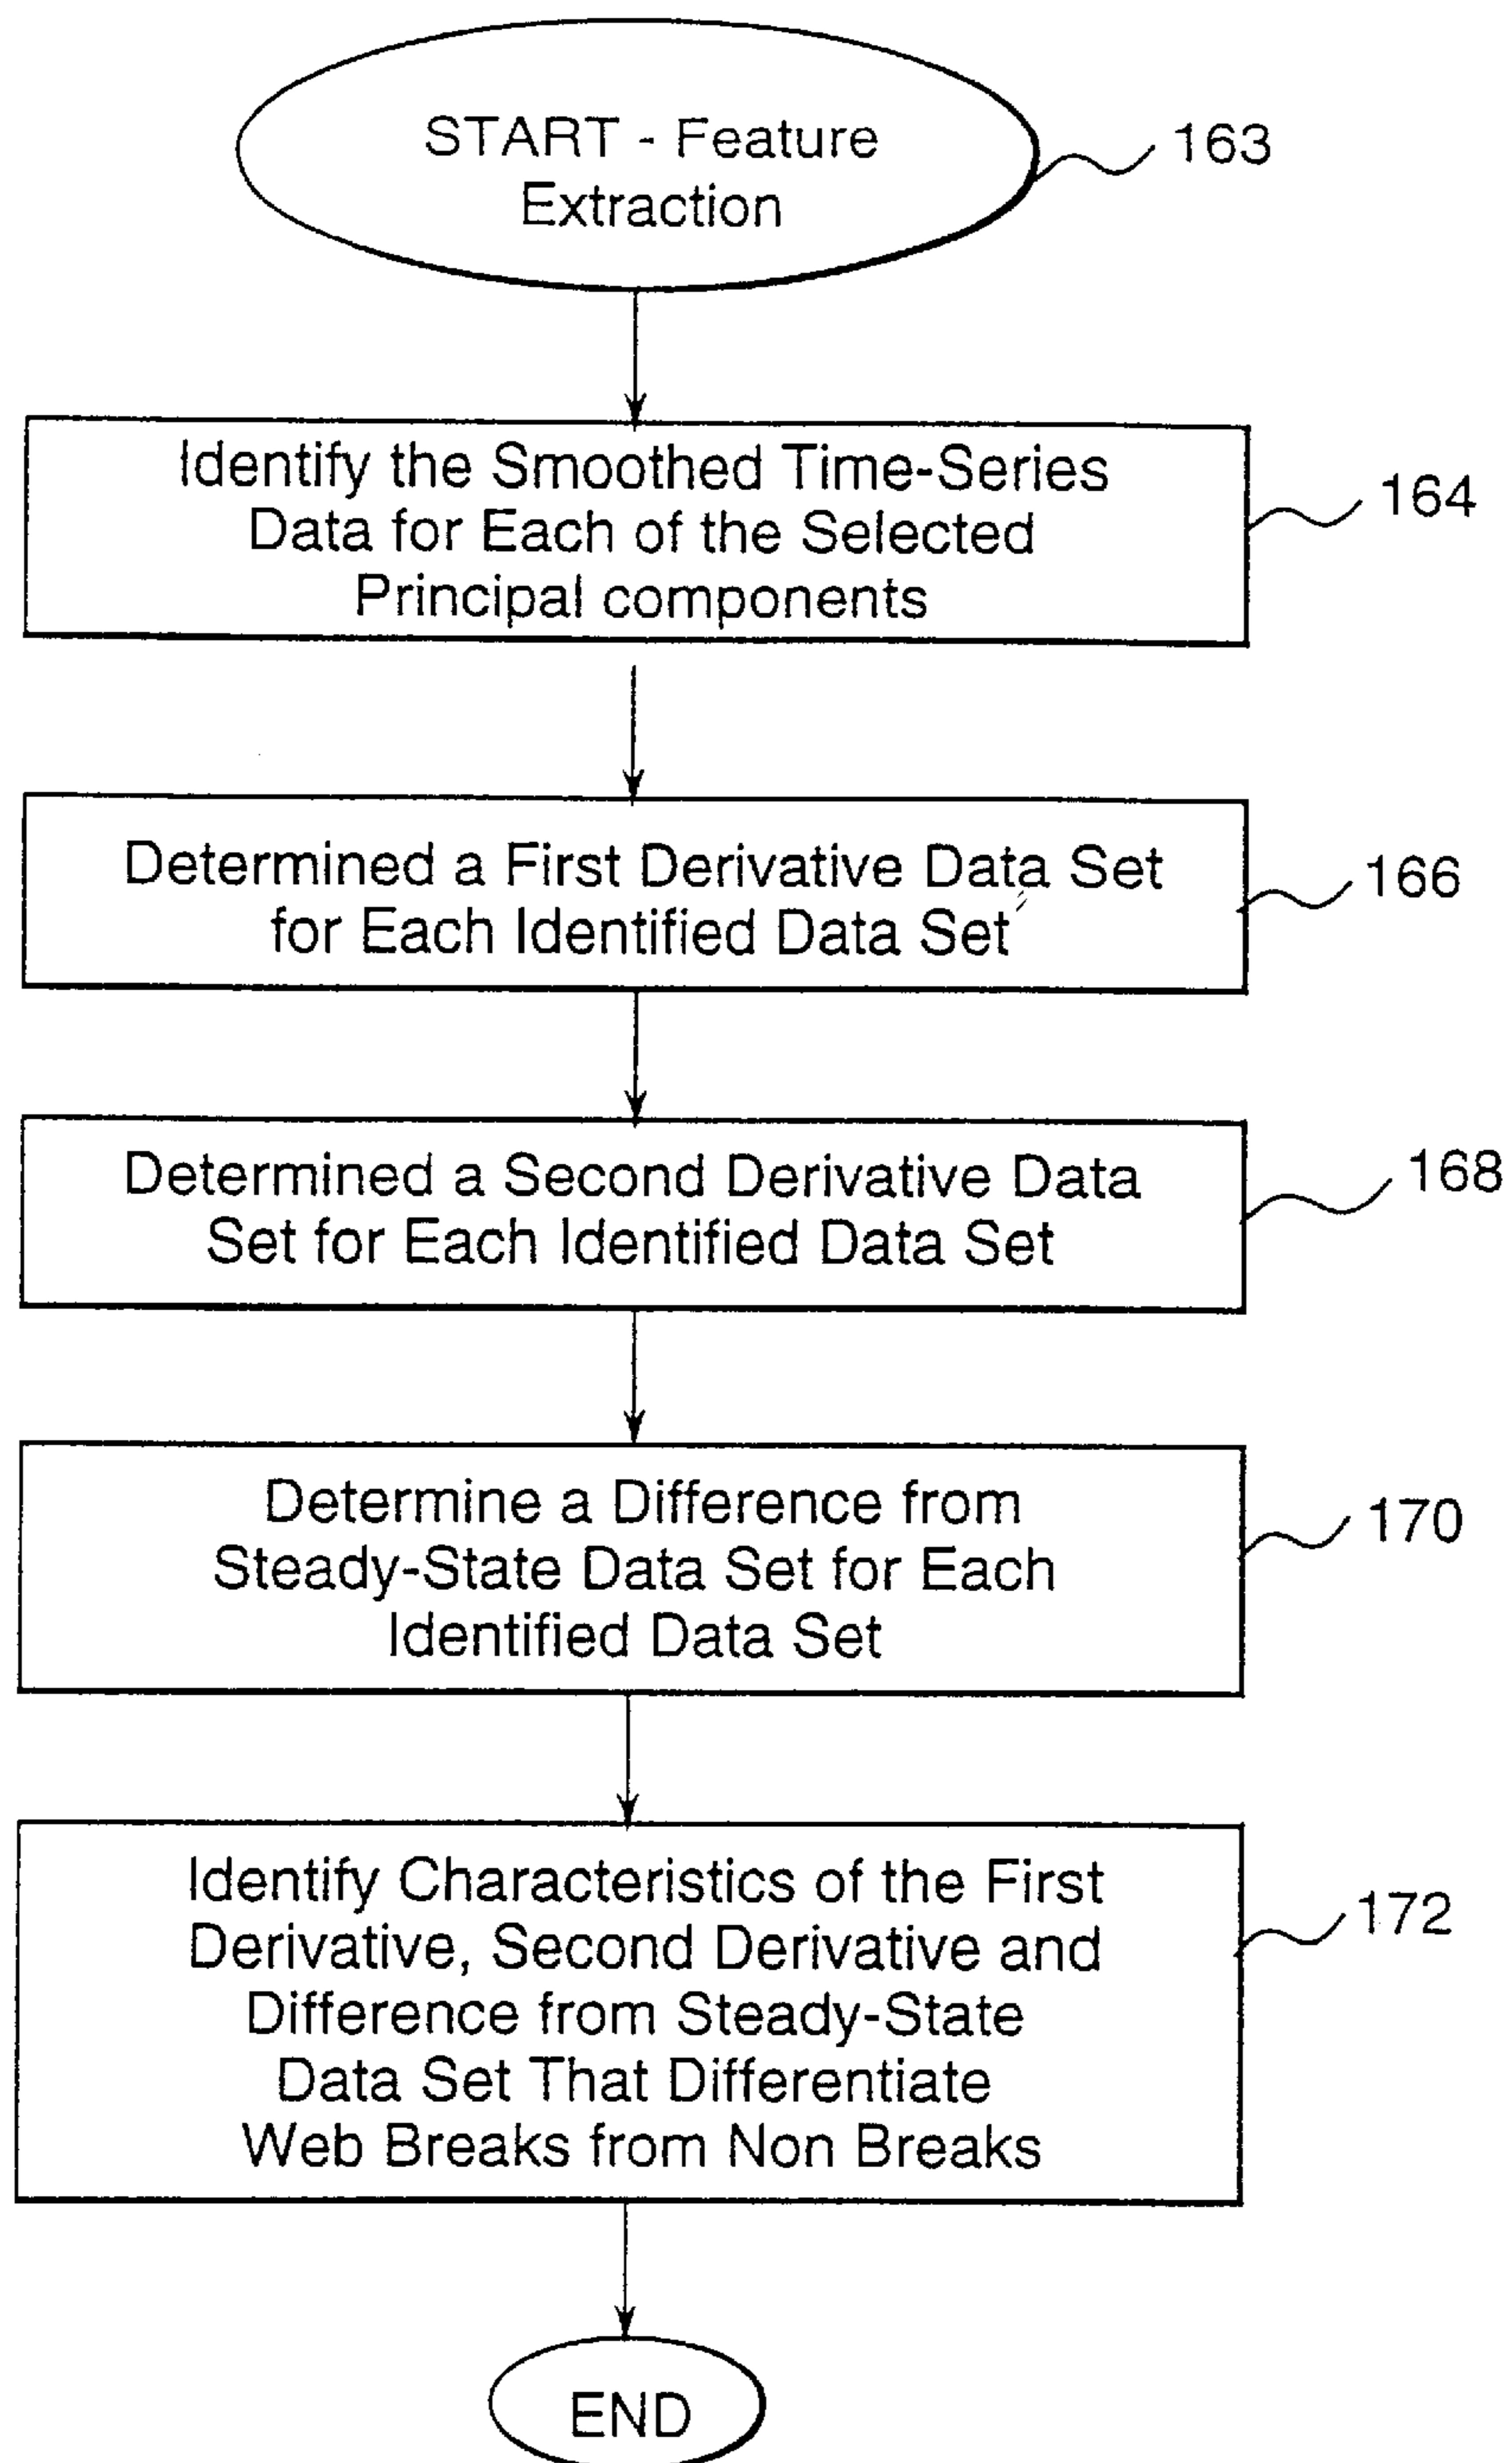 START - Feature
Extraction
163
Identify the Smoothed Time-Series
Data for Each of the Selected
Principal components
164
Determined a First Derivative Data Set
for Each Identified Data Set
166
Determined a Second Derivative Data
Set for Each Identified Data Set
168
Determine a Difference from
Steady-State Data Set for Each
Identified Data Set
170
Identify Characteristics of the First
Derivative, Second Derivative and
Difference from Steady-State
Data Set That Differentiate
Web Breaks from Non Breaks
172
END